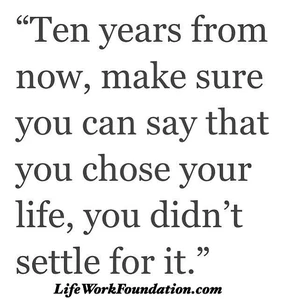 “Ten years from
now, make sure
you can say that
you chose your
life, you didn’t
settle for it.”
LifeWorkFoundation.com